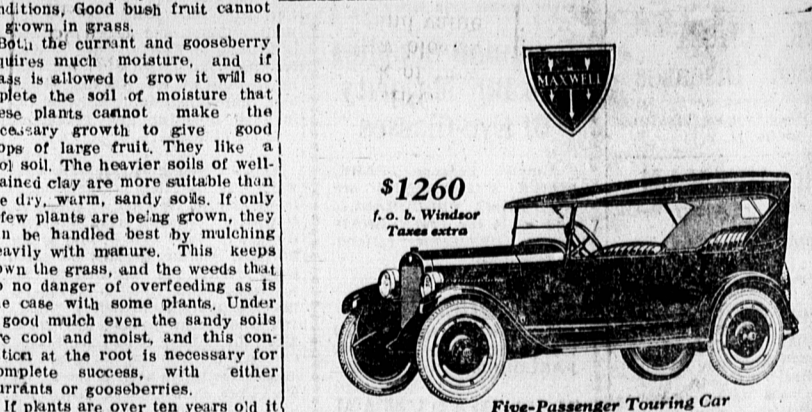 nditions. Good bush fruit cannot
grown in grass.
Both the currant and gooseberry
quires much moisture, and if
ass is allowed to grow it will so
plete the soil of moisture that
ese plants cannot make the
cessary growth to give good
ops of large fruit. They like a
ol soil. The heavier soils of well-
ained clay are more suitable than
e dry, warm, sandy soils. If only
few plants are being grown, they
n be handled best by mulching
eavily with manure. This keeps
own the grass, and the weeds that
o no danger of overfeeding as is
e case with some plants. Under
good mulch even the sandy soils
re cool and moist, and this con-
tion at the root is necessary for
omplete success, with either
urrants or gooseberries.
If plants are over ten years old it
MAXWELL
$1260
f. o. b. Windsor
Taxes extra
Five-Passenger Touring Car